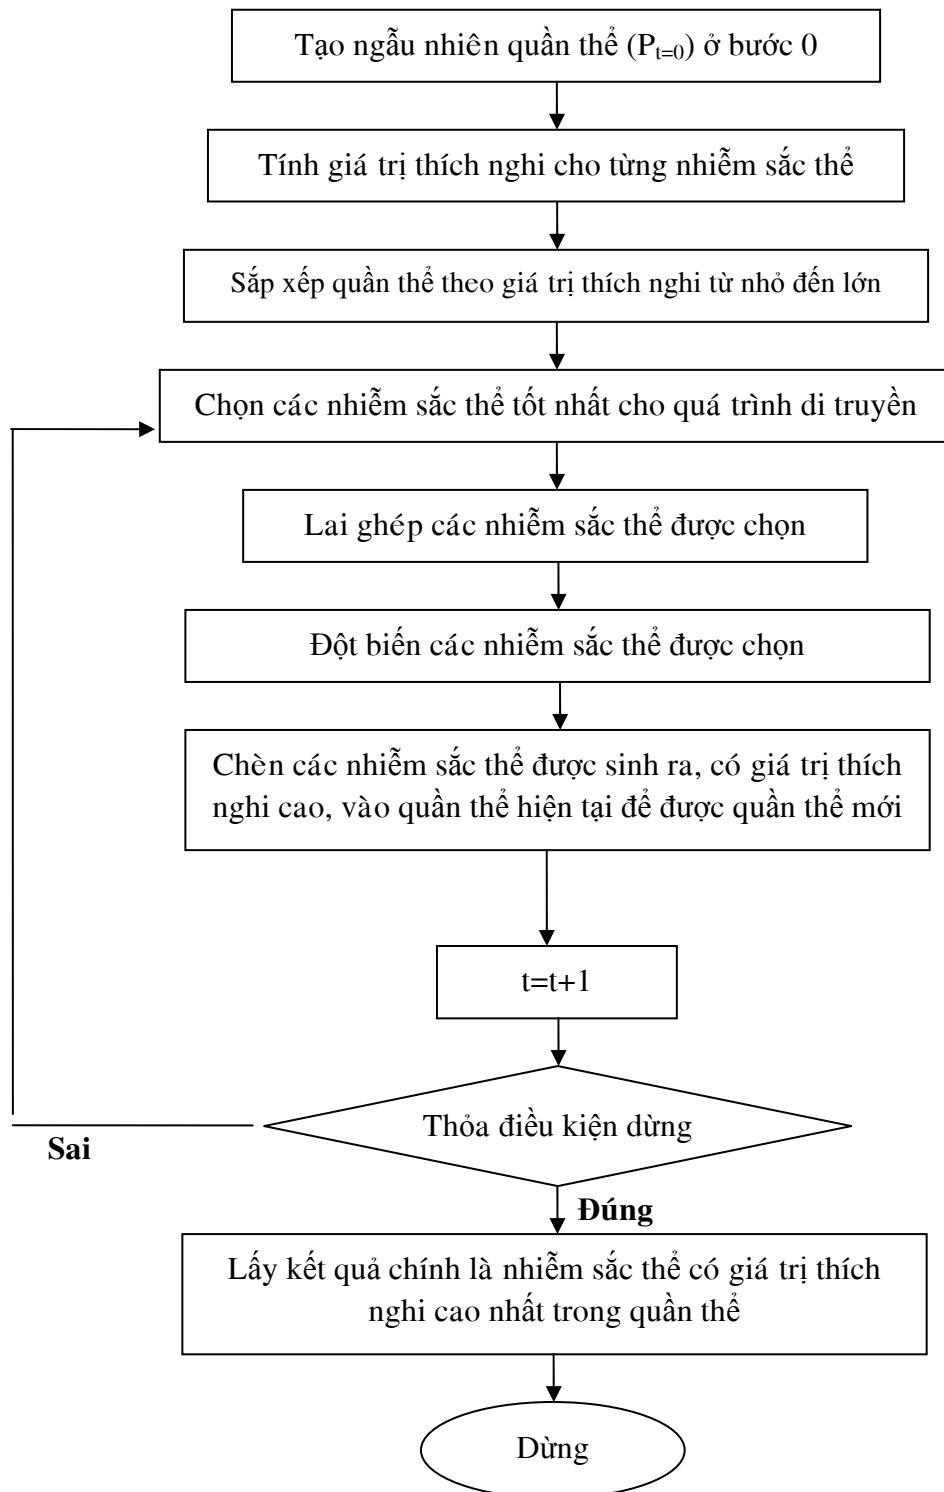 Tạo ngẫu nhiên quần thể (Pt=0) ở bước 0
Tính giá trị thích nghi cho từng nhiễm sắc thể
Sắp xếp quần thể theo giá trị thích nghi từ nhỏ đến lớn
Chọn các nhiễm sắc thể tốt nhất cho quá trình di truyền
Lai ghép các nhiễm sắc thể được chọn
Đột biến các nhiễm sắc thể được chọn
Chèn các nhiễm sắc thể được sinh ra, có giá trị thích
nghi cao, vào quần thể hiện tại để được quần thể mới
t=t+1
Thỏa điều kiện dừng
Sai
Đúng
Lấy kết quả chính là nhiễm sắc thể có giá trị thích
nghi cao nhất trong quần thể
Dừng